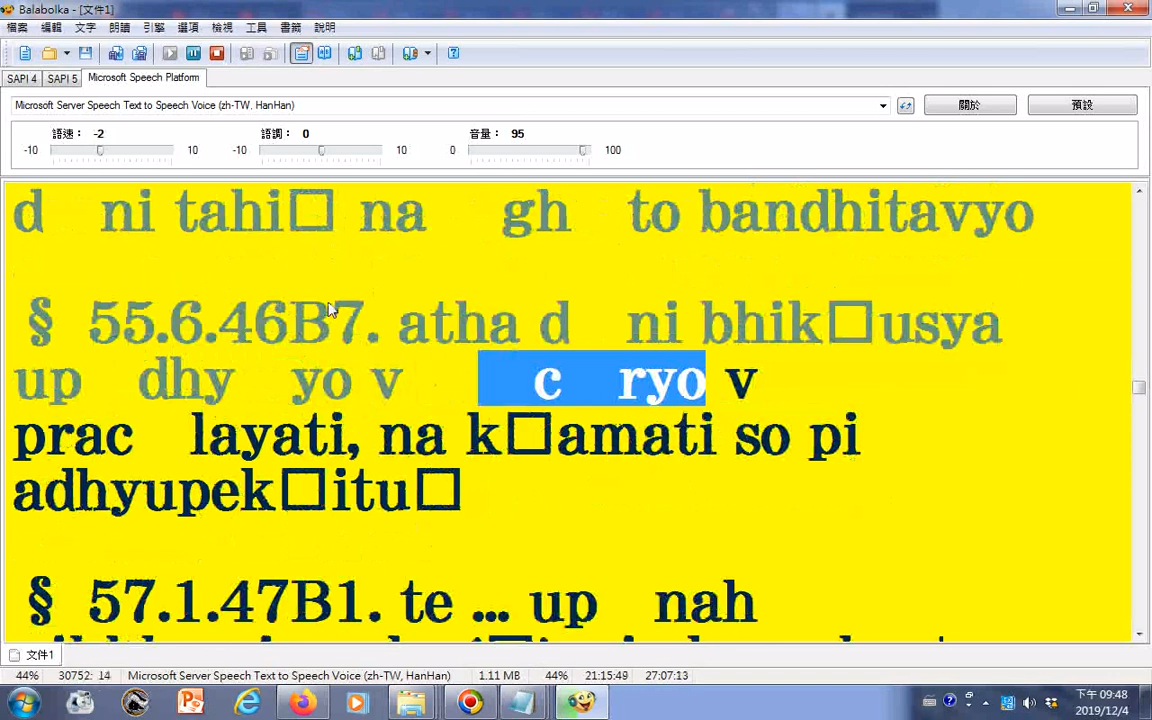 Balabolka - [文件1]
檔案 編輯 文字 朗讀 引擎 選項 檢視 工具 書籤 說明
SAPI 4 SAPI 5 Microsoft Speech Platform
Microsoft Server Speech Text to Speech Voice (zh-TW, HanHan) 關於 預設
語速： -2 語調： 0 音量： 95
-10 10 -10 10 0 100
d ni tahi□ na gh to bandhitavyo
§ 55.6.46B7. atha d ni bhik□usya
up dhy yo v c ryo v
prac layati, na k□amati so pi
adhyupek□itu□
§ 57.1.47B1. te ... up nah
文件1
44% 30752: 14 Microsoft Server Speech Text to Speech Voice (zh-TW, HanHan) 1.11 MB 44% 21:15:49 27:07:13
下午 09:48
2019/12/4